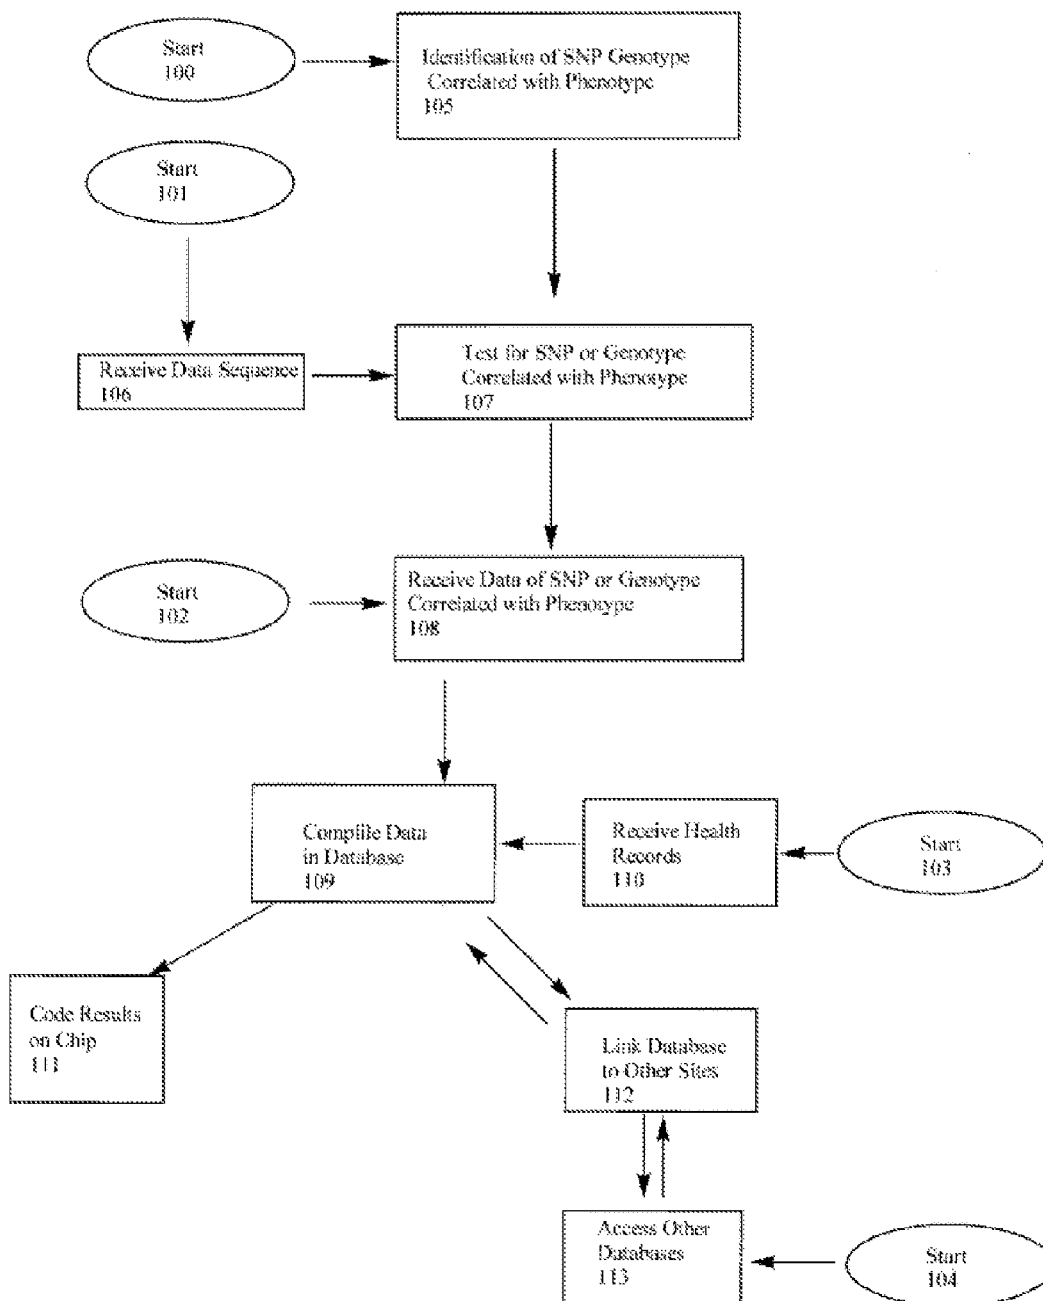 Start
100
Identification of SNP Genotype
Correlated with Phenotype
105
Start
101
Receive Data Sequence
106
Test for SNP or Genotype
Correlated with Phenotype
107
Start
102
Receive Data of SNP or Genotype
Correlated with Phenotype
108
Compfile Data
in Database
109
Receive Health
Records
110
Start
103
Code Results
on Chip
111
Link Database
to Other Sites
112
Access Other
Databases
113
Start
104